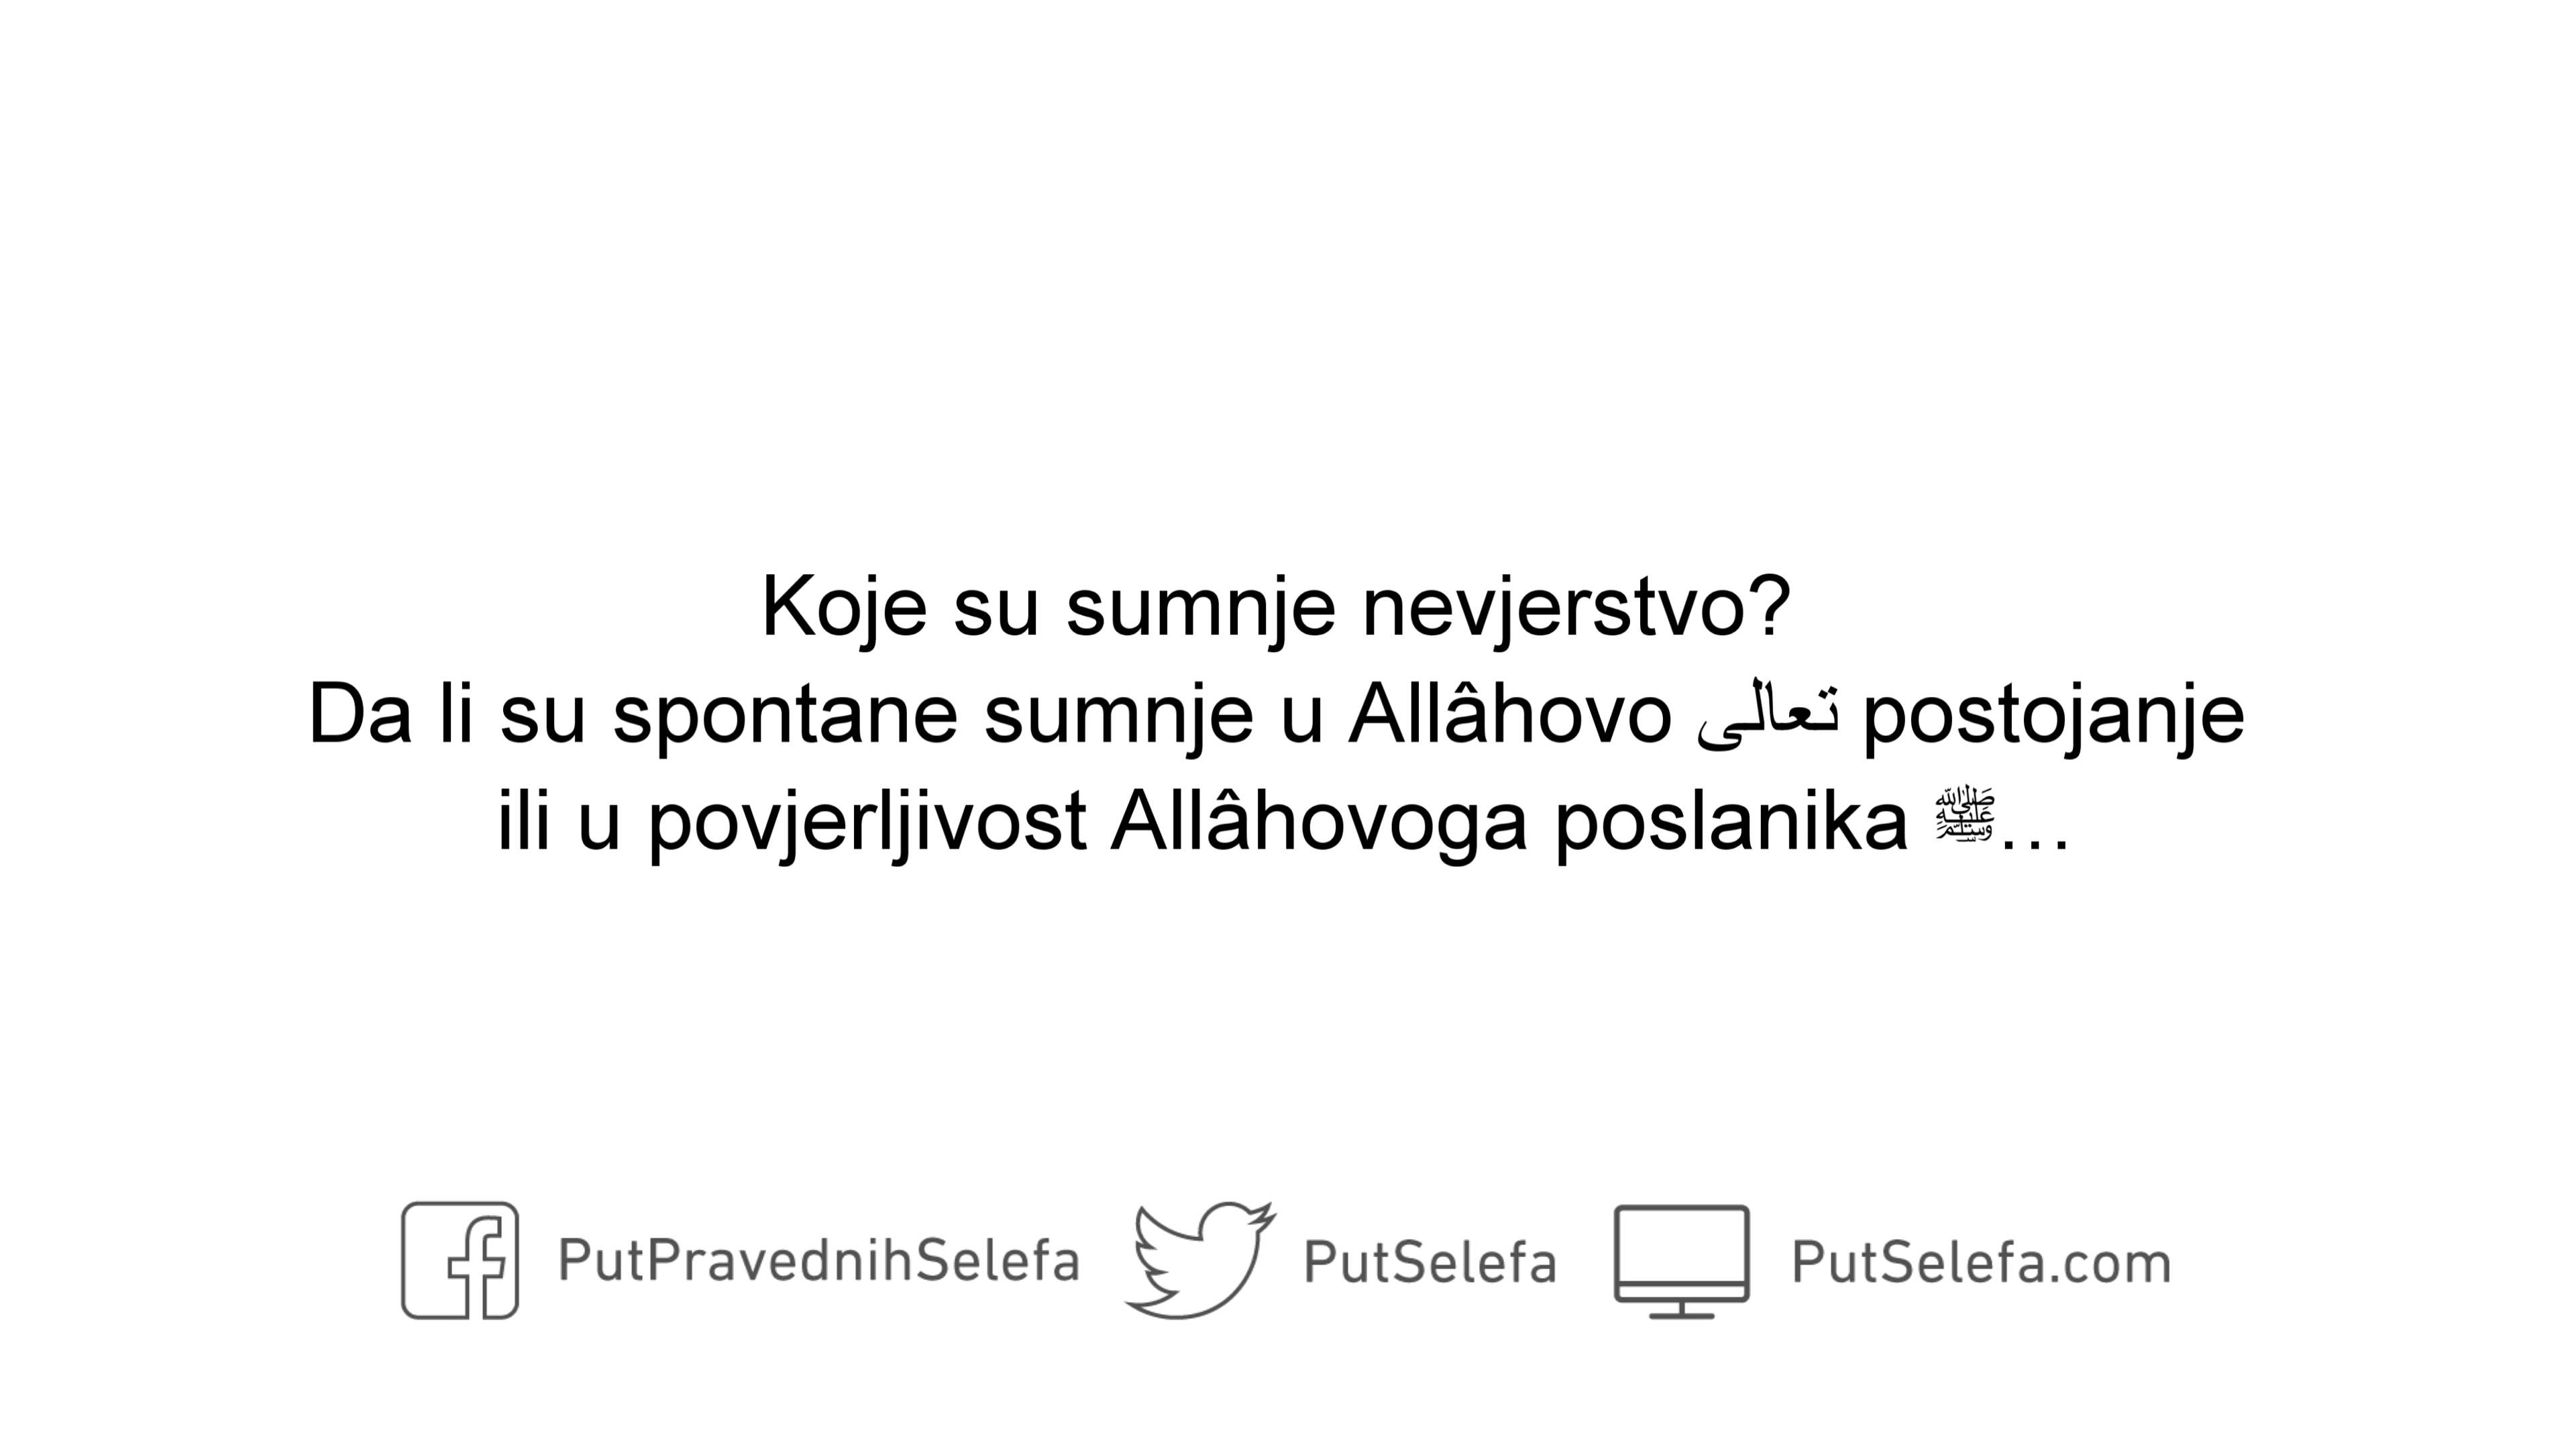 Koje su sumnje nevjerstvo?
Da li su spontane sumnje u Allâhovo تعالى postojanje
ili u povjerljivost Allâhovoga poslanika ﷺ…
PutPravednihSelefa PutSelefa PutSelefa.com